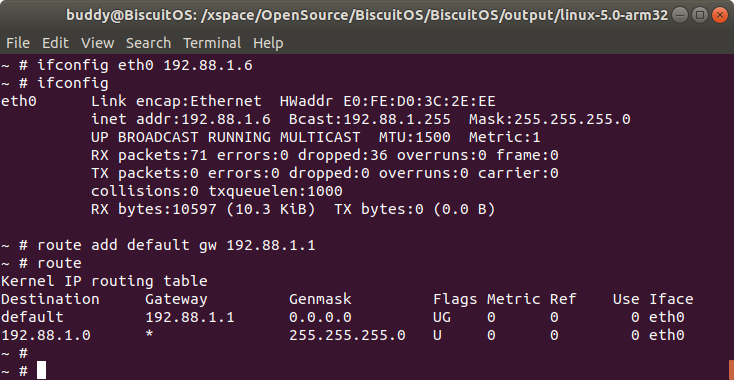 buddy@BiscuitOS: /xspace/OpenSource/BiscuitOS/BiscuitOS/output/linux-5.0-arm32
File Edit View Search Terminal Help
~ # ifconfig eth0 192.88.1.6
~ # ifconfig
eth0      Link encap:Ethernet  HWaddr E0:FE:D0:3C:2E:EE
          inet addr:192.88.1.6  Bcast:192.88.1.255  Mask:255.255.255.0
          UP BROADCAST RUNNING MULTICAST  MTU:1500  Metric:1
          RX packets:71 errors:0 dropped:36 overruns:0 frame:0
          TX packets:0 errors:0 dropped:0 overruns:0 carrier:0
          collisions:0 txqueuelen:1000
          RX bytes:10597 (10.3 KiB)  TX bytes:0 (0.0 B)
~ # route add default gw 192.88.1.1
~ # route
Kernel IP routing table
Destination     Gateway         Genmask         Flags Metric Ref    Use Iface
default         192.88.1.1      0.0.0.0         UG    0      0        0 eth0
192.88.1.0      *               255.255.255.0   U     0      0        0 eth0
~ #
~ #